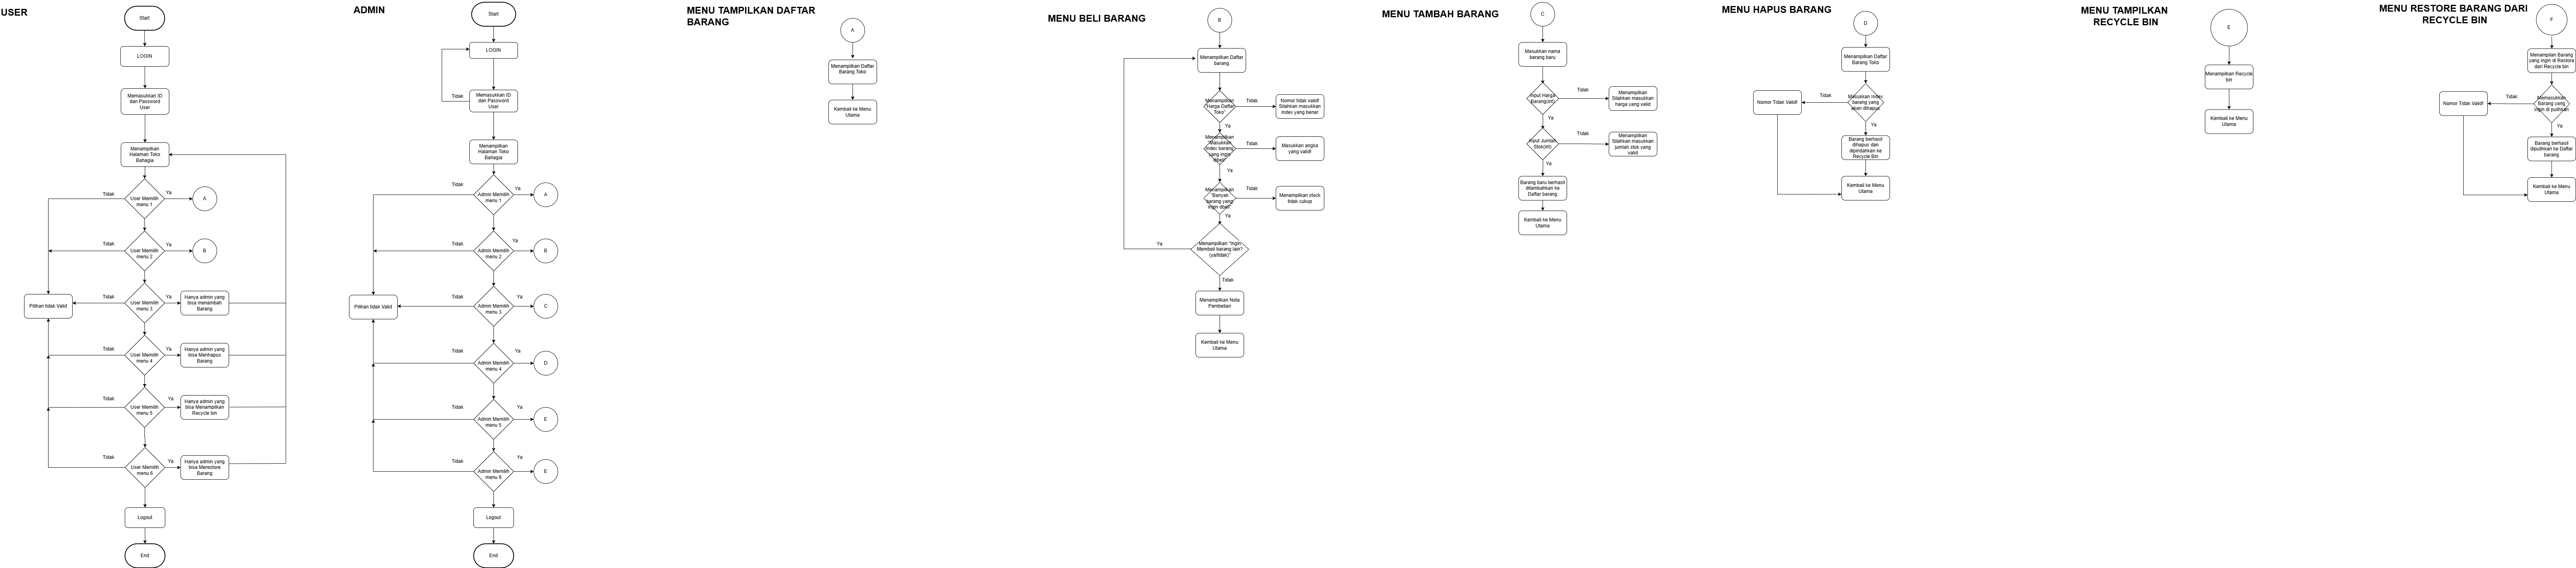 USER
Start
LOGIN
Memasukkan ID
dan Password
User
Menampilkan
Halaman Toko
Bahagia
Tidak
User Memilih
menu 1
Ya
A
Tidak
User Memilih
menu 2
Ya
B
Pilihan tidak Valid
Tidak
User Memilih
menu 3
Ya
Hanya admin yang
bisa menambah
Barang
Tidak
User Memilih
menu 4
Ya
Hanya admin yang
bisa Menhapus
Barang
Tidak
User Memilih
menu 5
Ya
Hanya admin yang
bisa Menampilkan
Recycle bin
Tidak
User Memilih
menu 6
Ya
Hanya admin yang
bisa Merestore
Barang
Logout
End
ADMIN
Start
LOGIN
Tidak
Memasukkan ID
dan Password
User
Menampilkan
Halaman Toko
Bahagia
Tidak
Admin Memilih
menu 1
Ya
A
Tidak
Admin Memilih
menu 2
Ya
B
Pilihan tidak Valid
Tidak
Admin Memilih
menu 3
Ya
C
Tidak
Admin Memilih
menu 4
Ya
D
Tidak
Admin Memilih
menu 5
Ya
E
Tidak
Admin Memilih
menu 6
Ya
E
Logout
End
MENU TAMPILKAN DAFTAR
BARANG
A
Menampilkan Daftar
Barang Toko
Kembali ke Menu
Utama
MENU BELI BARANG
B
Menampilkan Daftar
barang
Menampilkan
"Harga Daftar
Toko"
Tidak
Nomor tidak valid!
Silahkan masukkan
index yang benar
Ya
Menampilkan
"Masukkan
index barang
yang ingin
dibeli"
Tidak
Masukkan angka
yang valid!
Ya
Menampilkan
"Banyak
barang yang
ingin dibeli"
Tidak
Menampilkan stock
tidak cukup
Ya
Menampilkan "Ingin
Membeli barang lain?
(ya/tidak)"
Ya
Tidak
Menampilkan Nota
Pembelian
Kembali ke Menu
Utama
MENU TAMBAH BARANG
C
Masukkan nama
barang baru
Input Harga
Barang(int)
Tidak
Menampilkan
Silahkan masukkan
harga yang valid
Ya
Input Jumlah
Stok(int)
TIdak
Menampilkan
Silahkan masukkan
jumlah stok yang
valid
Ya
Barang baru berhasil
ditambahkan ke
Daftar barang
Kembali ke Menu
Utama
MENU HAPUS BARANG
D
Menampilkan Daftar
Barang Toko
Nomor Tidak Valid!
Tidak
Masukkan Index
barang yang
akan dihapus
Ya
Barang berhasil
dihapus dan
dipindahkan ke
Recycle Bin
Kembali ke Menu
Utama
MENU TAMPILKAN
RECYCLE BIN
E
Menampilkan Recycle
bin
Kembali ke Menu
Utama
MENU RESTORE BARANG DARI
RECYCLE BIN
F
Menampilan Barang
yang ingin di Restore
dari Recycle bin
Nomor Tidak Valid!
Tidak
Memasukkan
Barang yang
ingin di pulihkan
Ya
Barang berhasil
dipulihkan ke Daftar
barang
Kembali ke Menu
Utama